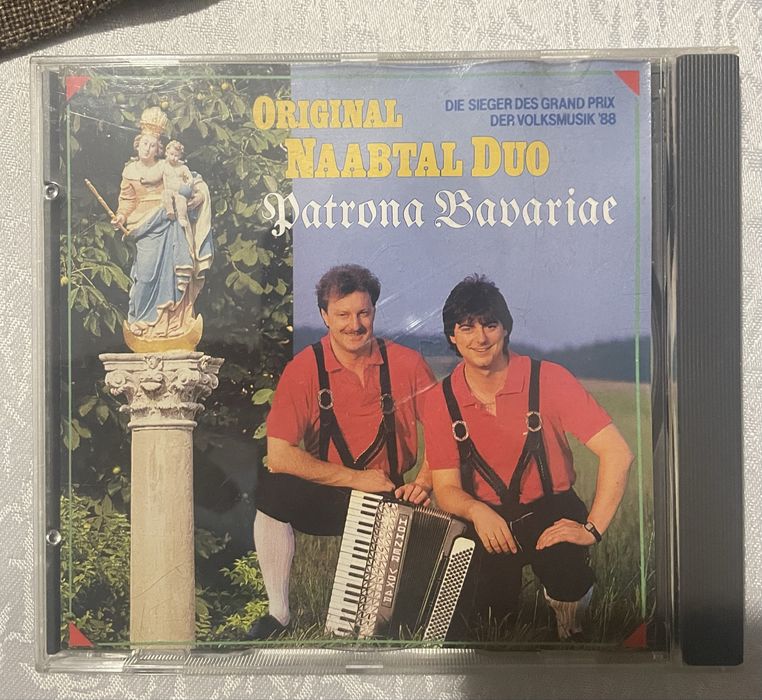 ORIGINAL
NAABTAL DUO
DIE SIEGER DES GRAND PRIX
DER VOLKSMUSIK '88
Patrona Bavariae